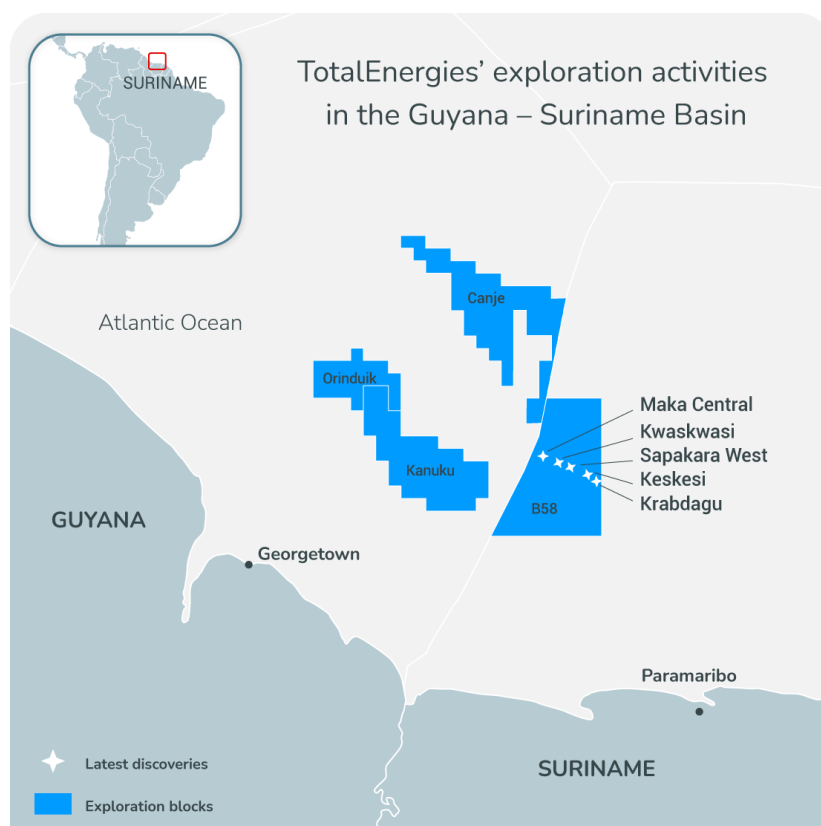 SURINAME
TotalEnergies’ exploration activities
in the Guyana – Suriname Basin
Canje
Atlantic Ocean
Orinduik
Maka Central
Kwaskwasi
Sapakara West
Keskesi
Krabdagu
Kanuku
B58
GUYANA
Georgetown
Paramaribo
SURINAME
Latest discoveries
Exploration blocks